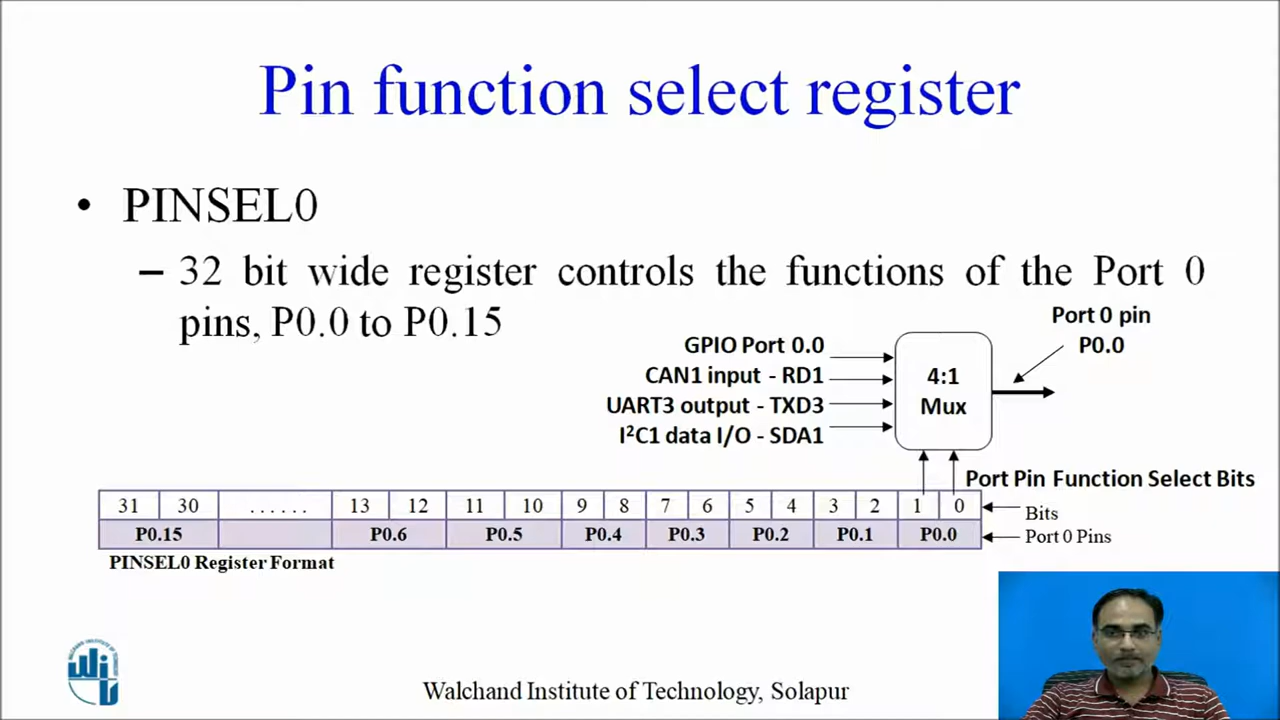 Pin function select register
• PINSEL0
– 32 bit wide register controls the functions of the Port 0
pins, P0.0 to P0.15
Port 0 pin
P0.0
GPIO Port 0.0
CAN1 input - RD1
UART3 output - TXD3
I²C1 data I/O - SDA1
4:1
Mux
Port Pin Function Select Bits
31 30 ...... 13 12 11 10 9 8 7 6 5 4 3 2 1 0
Bits
P0.15 P0.6 P0.5 P0.4 P0.3 P0.2 P0.1 P0.0
Port 0 Pins
PINSEL0 Register Format
Walchand Institute of Technology, Solapur